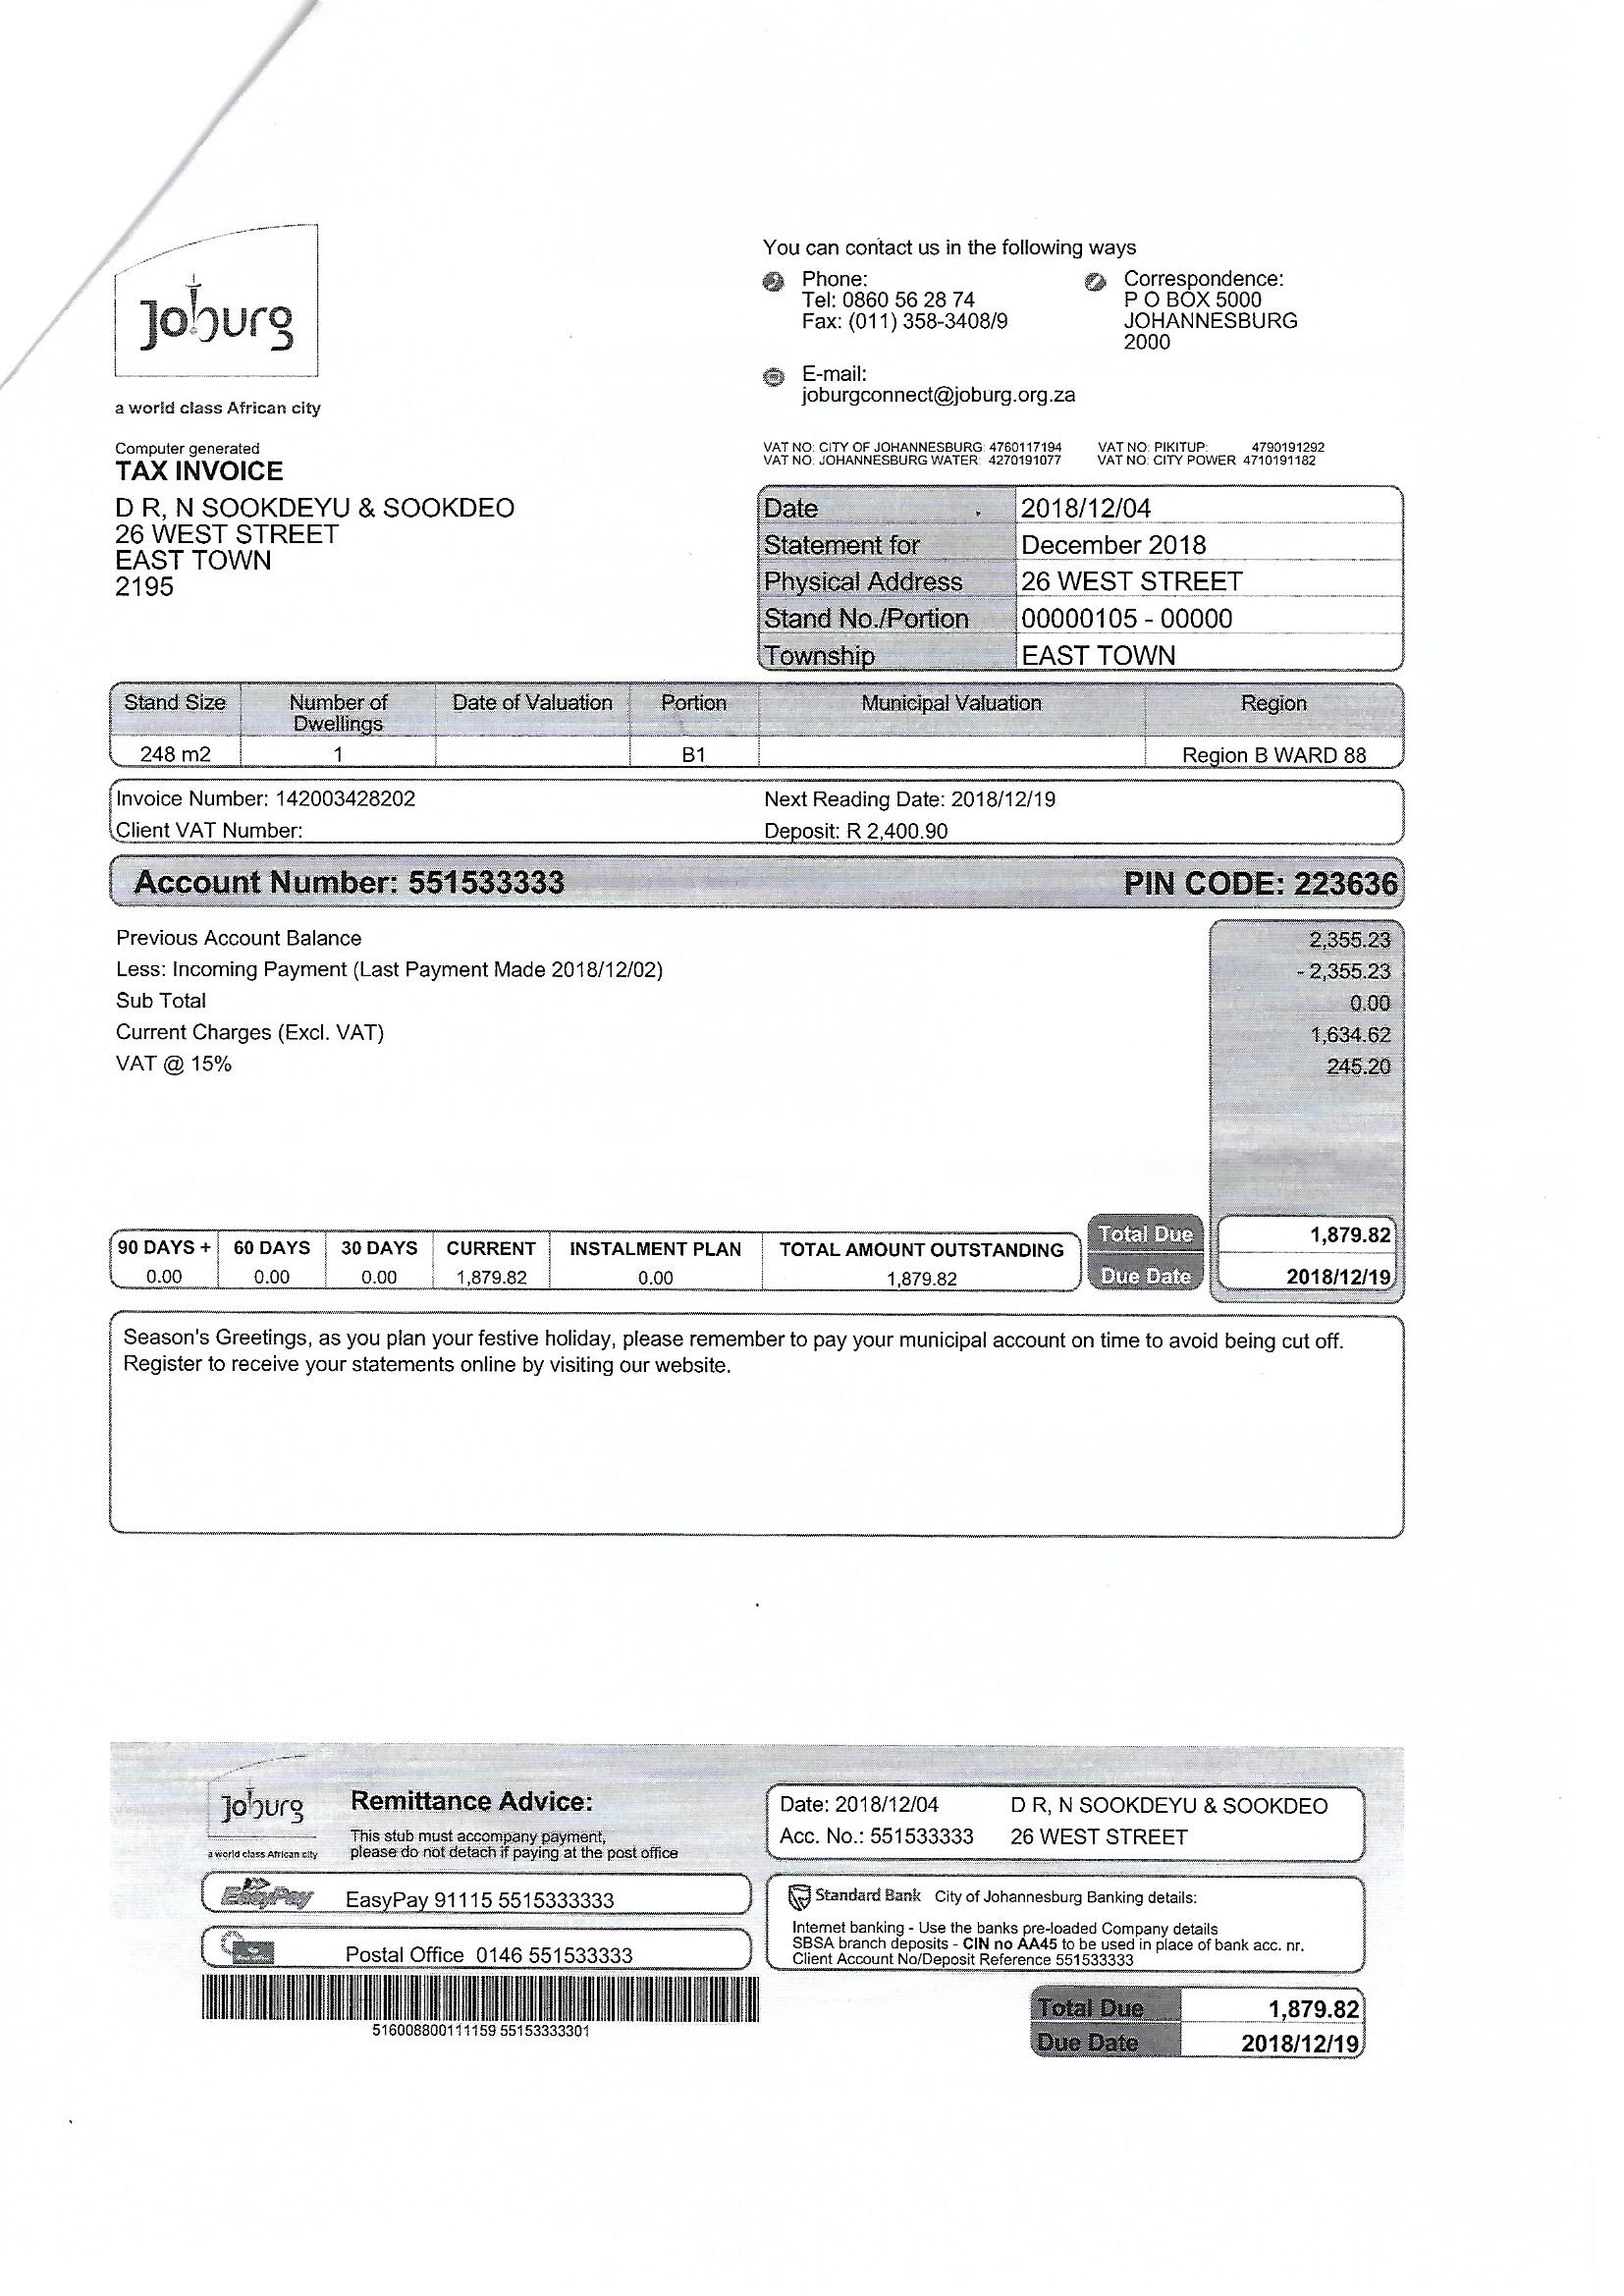 Joburg
a world class African city
You can contact us in the following ways
Phone:
Tel: 0860 56 28 74
Fax: (011) 358-3408/9
Correspondence:
P O BOX 5000
JOHANNESBURG
2000
E-mail:
joburgconnect@joburg.org.za
Computer generated
TAX INVOICE
D R, N SOOKDEYU & SOOKDEO
26 WEST STREET
EAST TOWN
2195
VAT NO: CITY OF JOHANNESBURG: 4760117194 VAT NO: PIKITUP: 4790191292
VAT NO: JOHANNESBURG WATER: 4270191077 VAT NO: CITY POWER 4710191182
Date 2018/12/04
Statement for December 2018
Physical Address 26 WEST STREET
Stand No./Portion 00000105 - 00000
Township EAST TOWN
Stand Size Number of Dwellings Date of Valuation Portion Municipal Valuation Region
248 m2 1 B1 Region B WARD 88
Invoice Number: 142003428202 Next Reading Date: 2018/12/19
Client VAT Number: Deposit: R 2,400.90
Account Number: 551533333 PIN CODE: 223636
Previous Account Balance 2,355.23
Less: Incoming Payment (Last Payment Made 2018/12/02) - 2,355.23
Sub Total 0.00
Current Charges (Excl. VAT) 1,634.62
VAT @ 15% 245.20
90 DAYS + 60 DAYS 30 DAYS CURRENT INSTALMENT PLAN TOTAL AMOUNT OUTSTANDING Total Due 1,879.82
0.00 0.00 0.00 1,879.82 0.00 1,879.82 Due Date 2018/12/19
Season's Greetings, as you plan your festive holiday, please remember to pay your municipal account on time to avoid being cut off.
Register to receive your statements online by visiting our website.
Joburg
a world class African city
Remittance Advice:
This stub must accompany payment,
please do not detach if paying at the post office
Date: 2018/12/04 D R, N SOOKDEYU & SOOKDEO
Acc. No.: 551533333 26 WEST STREET
EasyPay EasyPay 91115 5515333333
Postal Office 0146 551533333
516008800111159 55153333301
Standard Bank City of Johannesburg Banking details:
Internet banking - Use the banks pre-loaded Company details
SBSA branch deposits - CIN no AA45 to be used in place of bank acc. nr.
Client Account No/Deposit Reference 551533333
Total Due 1,879.82
Due Date 2018/12/19